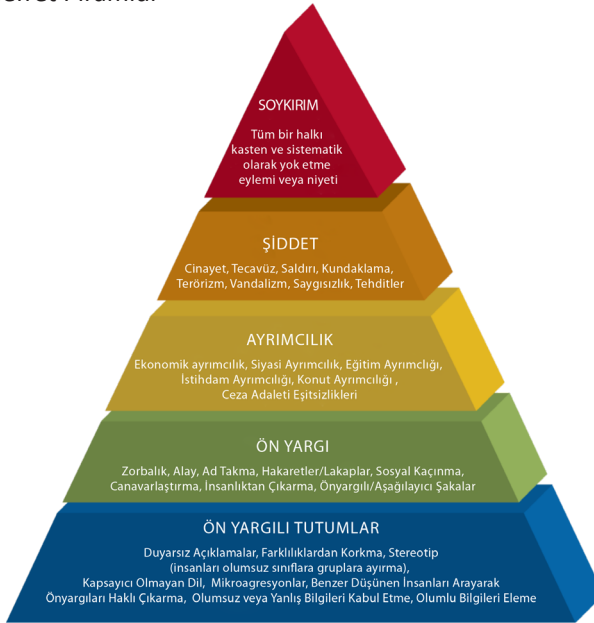 SOYKIRIM
Tüm bir halkı
kasten ve sistematik
olarak yok etme
eylemi veya niyeti
ŞİDDET
Cinayet, Tecavüz, Saldırı, Kundaklama,
Terörizm, Vandalizm, Saygısızlık, Tehditler
AYRIMCILIK
Ekonomik ayrımcılık, Siyasi Ayrımcılık, Eğitim Ayrımclığı,
İstihdam Ayrımcılığı, Konut Ayrımcılığı ,
Ceza Adaleti Eşitsizlikleri
ÖN YARGI
Zorbalık, Alay, Ad Takma, Hakaretler/Lakaplar, Sosyal Kaçınma,
Canavarlaştırma, İnsanlıktan Çıkarma, Önyargılı/Aşağılayıcı Şakalar
ÖN YARGILI TUTUMLAR
Duyarsız Açıklamalar, Farklılıklardan Korkma, Stereotip
(insanları olumsuz sınıflara gruplara ayırma),
Kapsayıcı Olmayan Dil, Mikroagresyonlar, Benzer Düşünen İnsanları Arayarak
Önyargıları Haklı Çıkarma, Olumsuz veya Yanlış Bilgileri Kabul Etme, Olumlu Bilgileri Eleme